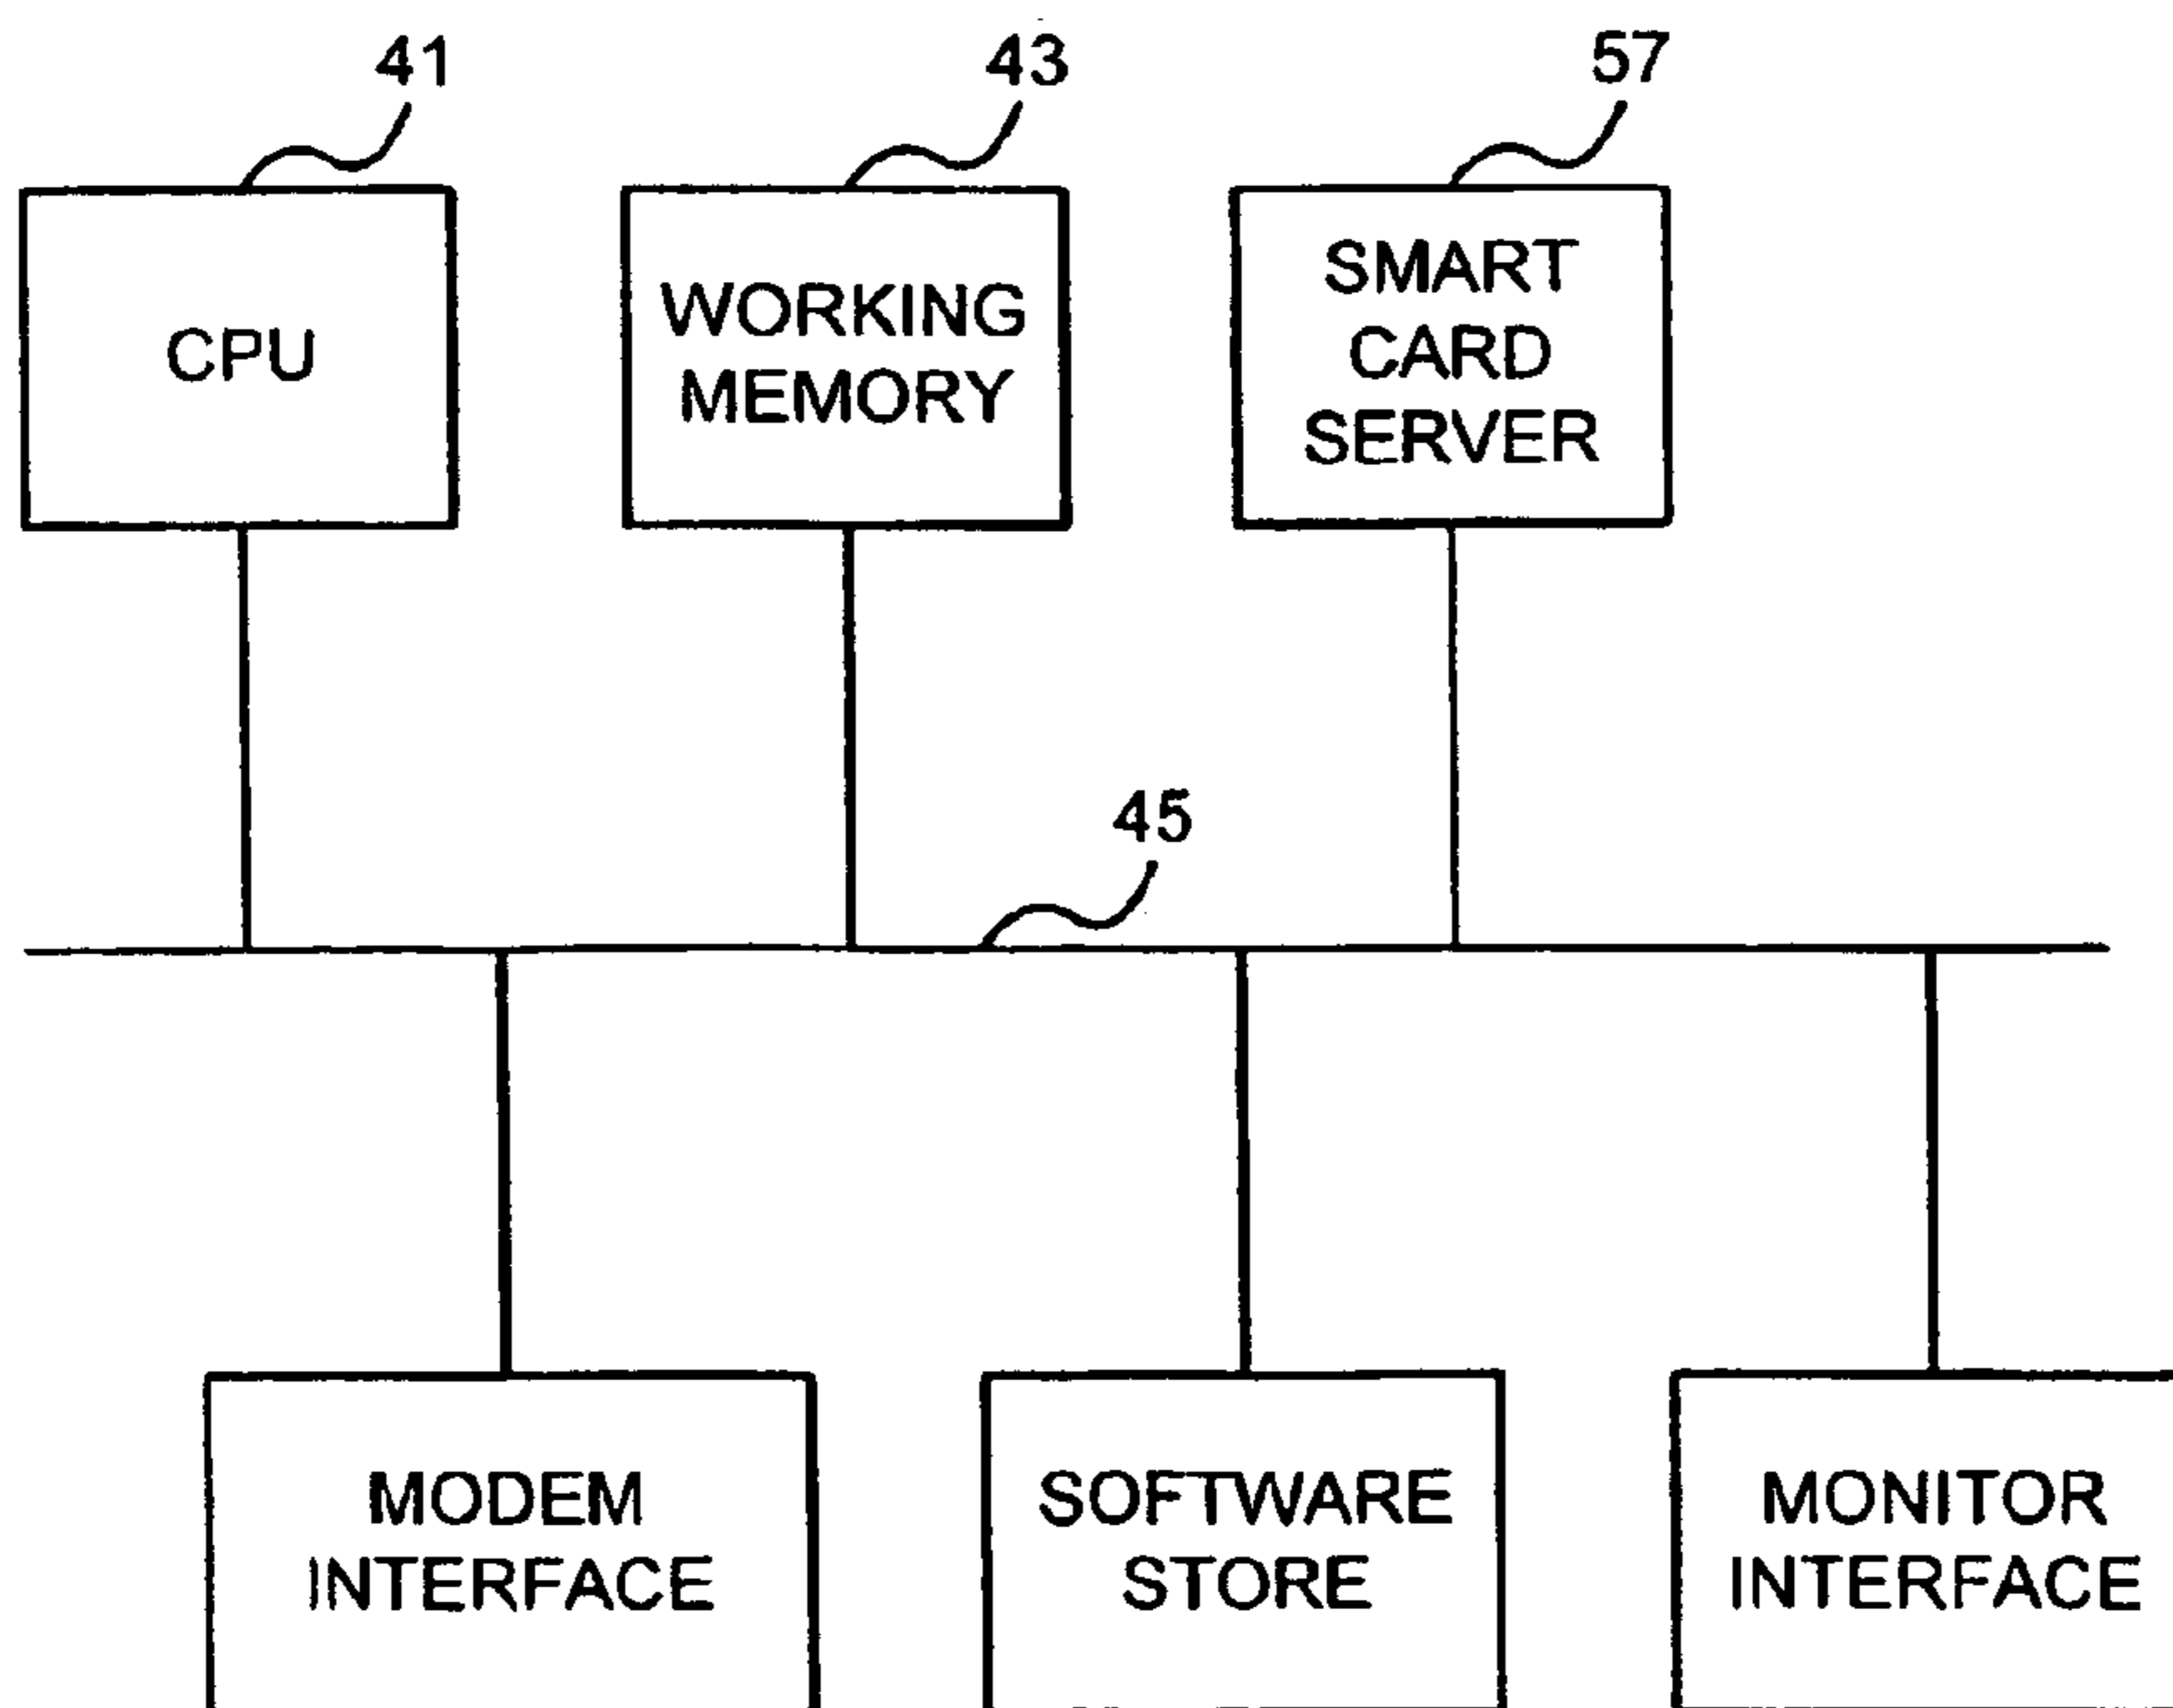 41
43
57
CPU
WORKING
MEMORY
SMART
CARD
SERVER
45
MODEM
INTERFACE
SOFTWARE
STORE
MONITOR
INTERFACE